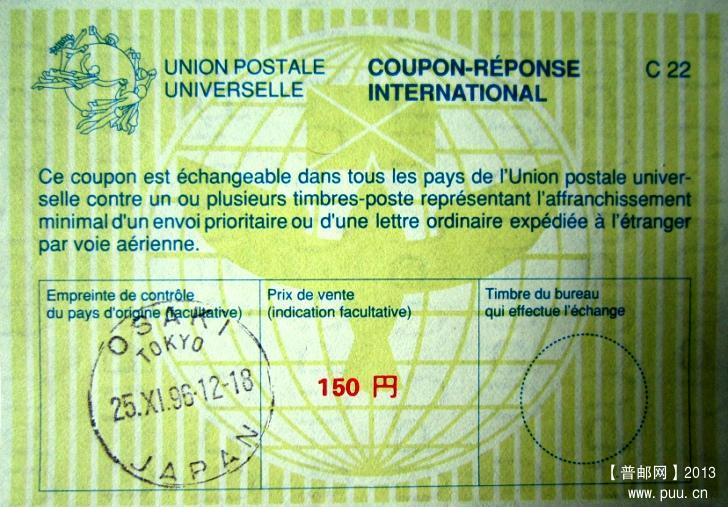 UNION POSTALE
UNIVERSELLE
COUPON-RÉPONSE
INTERNATIONAL
C 22
Ce coupon est échangeable dans tous les pays de l'Union postale univer-
selle contre un ou plusieurs timbres-poste représentant l'affranchissement
minimal d'un envoi prioritaire ou d'une lettre ordinaire expédiée à l'étranger
par voie aérienne.
Empreinte de contrôle
du pays d'origine (facultative)
OSAKI
TOKYO
25.XI.96·12-18
JAPAN
Prix de vente
(indication facultative)
150 円
Timbre du bureau
qui effectue l'échange
【普邮网】2013
www.puu.cn